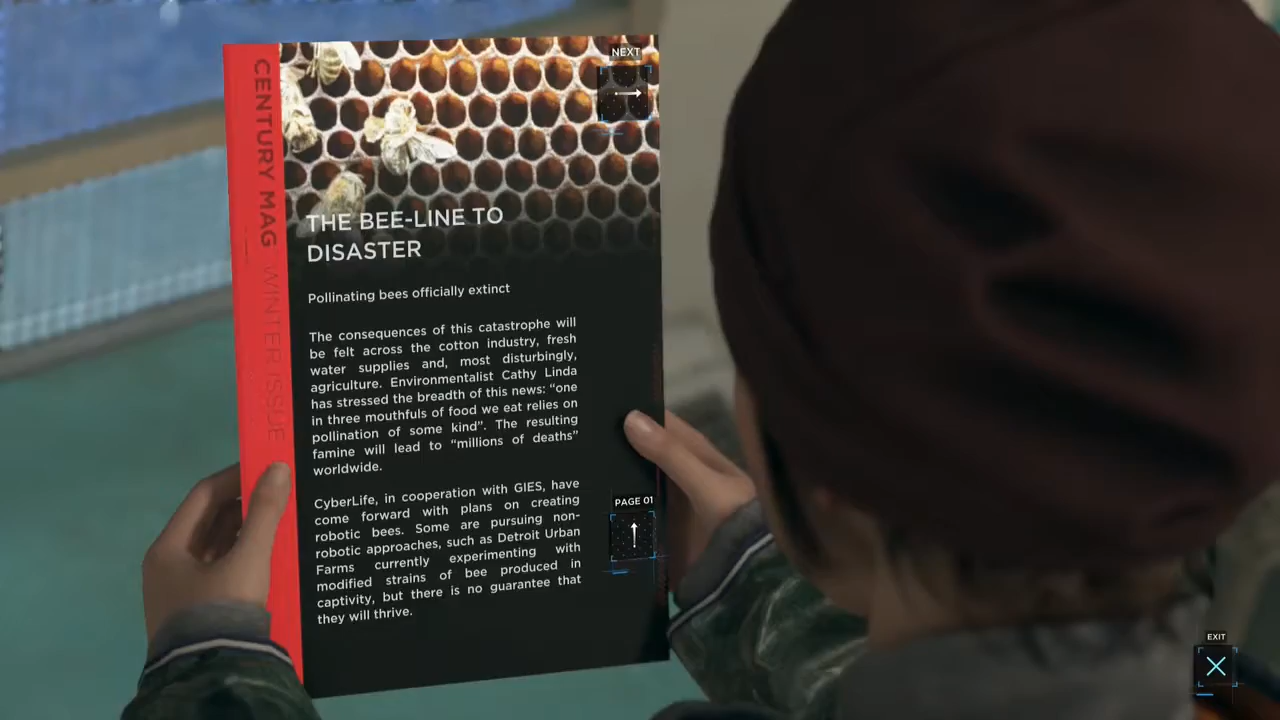 CENTURY MAG WINTER ISSUE
NEXT
THE BEE-LINE TO
DISASTER
Pollinating bees officially extinct
The consequences of this catastrophe will
be felt across the cotton industry, fresh
water supplies and, most disturbingly,
agriculture. Environmentalist Cathy Linda
has stressed the breadth of this news: “one
in three mouthfuls of food we eat relies on
pollination of some kind”. The resulting
famine will lead to “millions of deaths”
worldwide.
CyberLife, in cooperation with GIES, have
come forward with plans on creating
robotic bees. Some are pursuing non-
robotic approaches, such as Detroit Urban
Farms currently experimenting with
modified strains of bee produced in
captivity, but there is no guarantee that
they will thrive.
PAGE 01
EXIT